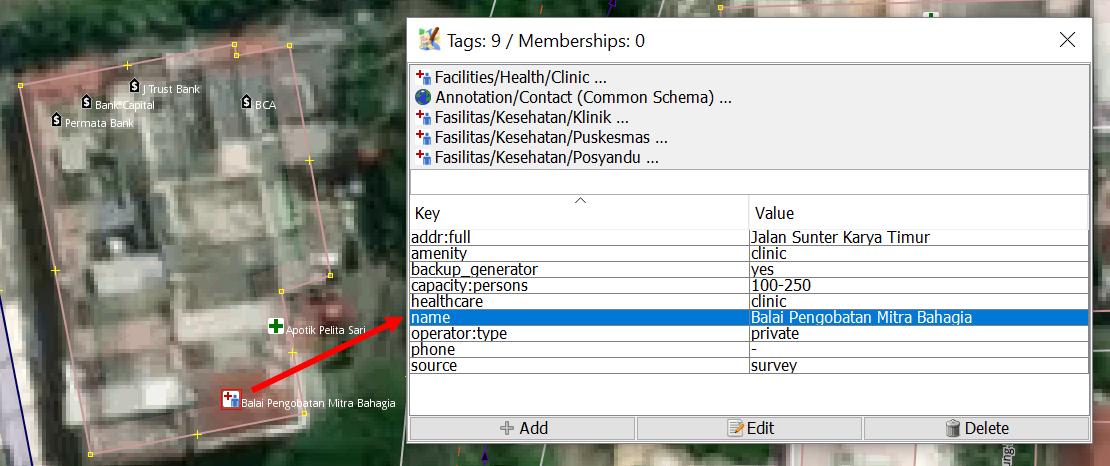 J Trust Bank
Bank Capital
BCA
Permata Bank
Apotik Pelita Sari
Balai Pengobatan Mitra Bahagia
Tags: 9 / Memberships: 0
Facilities/Health/Clinic ...
Annotation/Contact (Common Schema) ...
Fasilitas/Kesehatan/Klinik ...
Fasilitas/Kesehatan/Puskesmas ...
Fasilitas/Kesehatan/Posyandu ...
Key Value
addr:full Jalan Sunter Karya Timur
amenity clinic
backup_generator yes
capacity:persons 100-250
healthcare clinic
name Balai Pengobatan Mitra Bahagia
operator:type private
phone -
source survey
Add Edit Delete